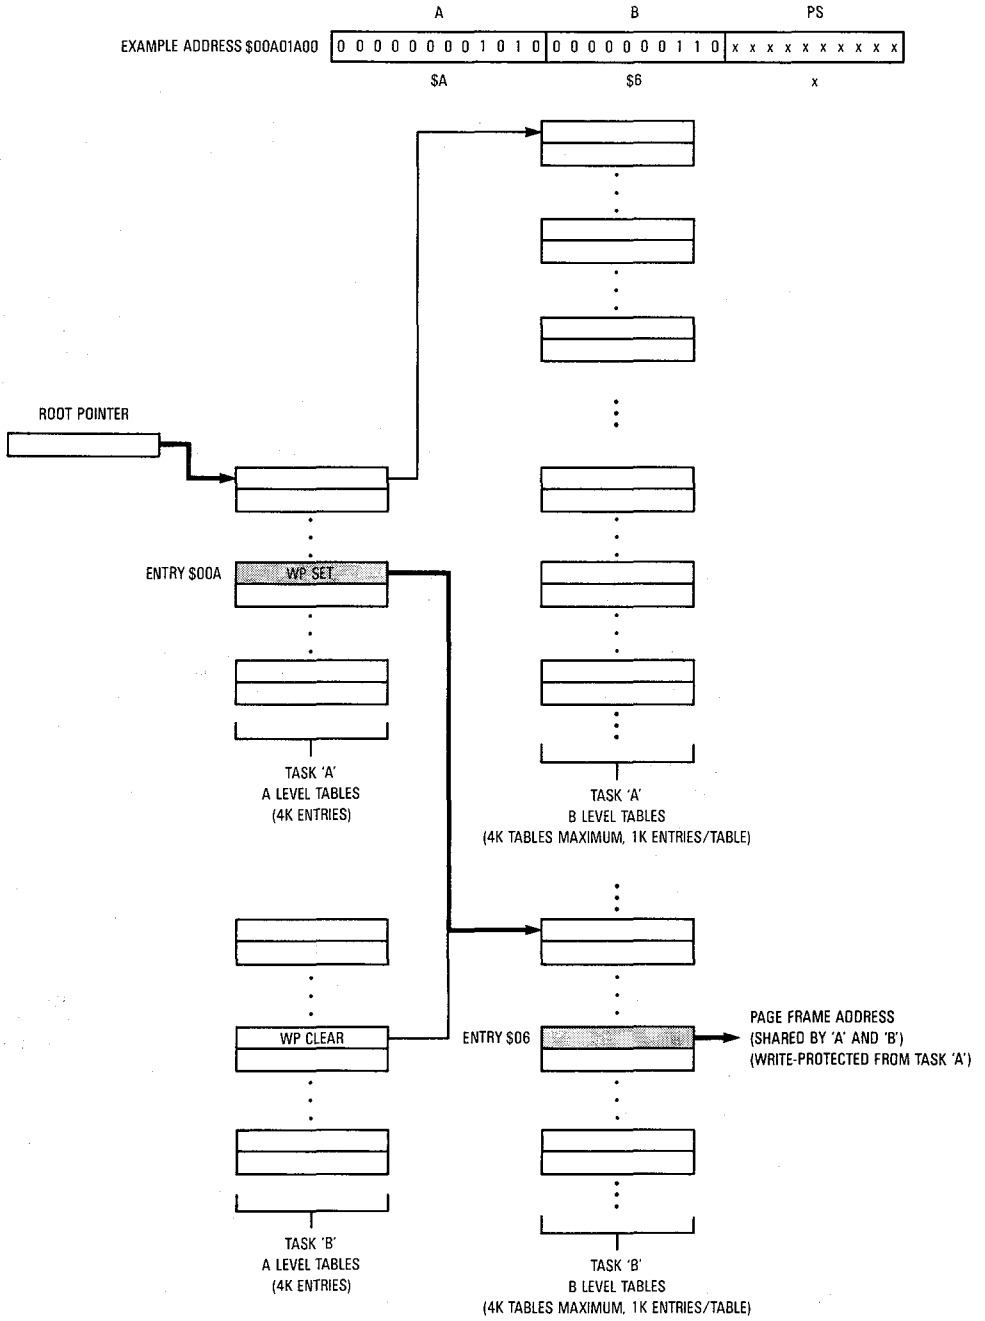 A B PS
EXAMPLE ADDRESS $00A01A00 0 0 0 0 0 0 0 0 1 0 1 0 0 0 0 0 0 0 0 1 1 0 x x x x x x x x x x
$A $6 x
ROOT POINTER
ENTRY $00A WP SET
TASK 'A'
A LEVEL TABLES
(4K ENTRIES)
TASK 'A'
B LEVEL TABLES
(4K TABLES MAXIMUM, 1K ENTRIES/TABLE)
WP CLEAR
ENTRY $06
PAGE FRAME ADDRESS
(SHARED BY 'A' AND 'B')
(WRITE-PROTECTED FROM TASK 'A')
TASK 'B'
A LEVEL TABLES
(4K ENTRIES)
TASK 'B'
B LEVEL TABLES
(4K TABLES MAXIMUM, 1K ENTRIES/TABLE)